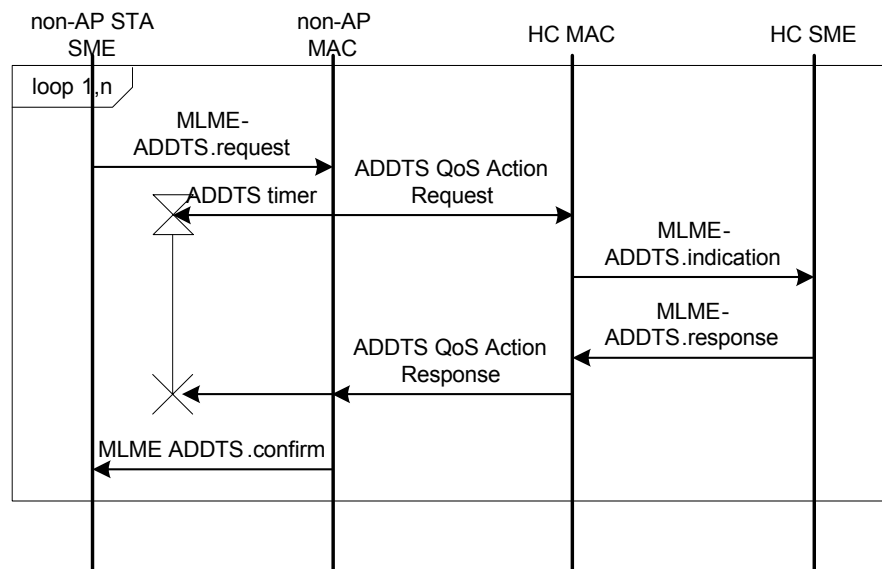 non-AP STA
SME
non-AP
MAC
HC MAC
HC SME
loop 1,n
MLME-
ADDTS.request
ADDTS timer
ADDTS QoS Action
Request
MLME-
ADDTS.indication
MLME-
ADDTS.response
ADDTS QoS Action
Response
MLME ADDTS.confirm